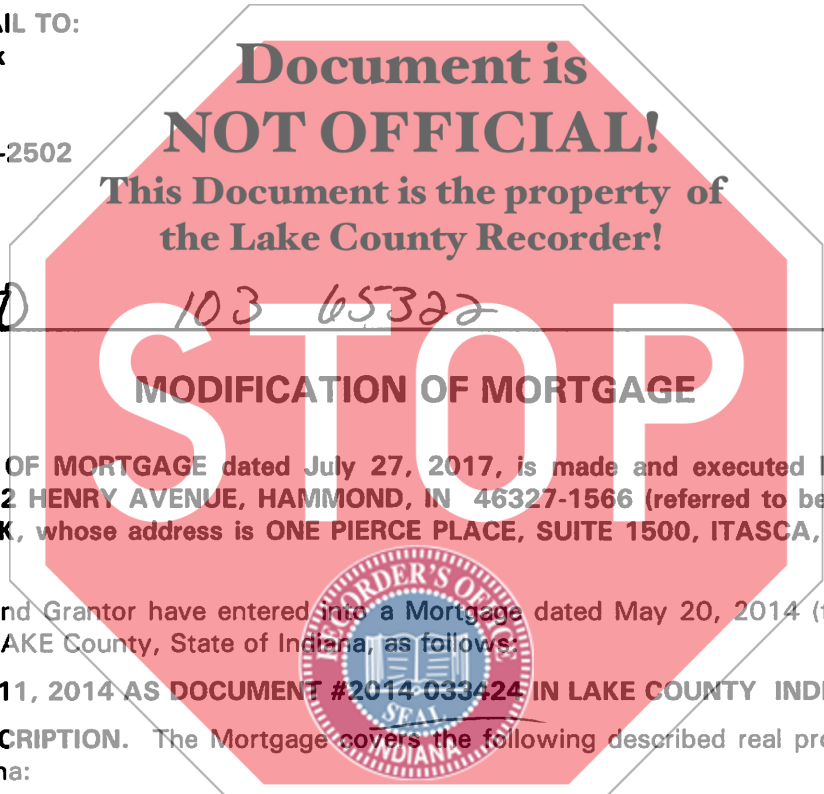 AIL TO:
k
Document is
NOT OFFICIAL!
-2502
This Document is the property of
the Lake County Recorder!
103 65322
STOP
MODIFICATION OF MORTGAGE
OF MORTGAGE dated July 27, 2017, is made and executed
2 HENRY AVENUE, HAMMOND, IN 46327-1566 (referred to be
K, whose address is ONE PIERCE PLACE, SUITE 1500, ITASCA,
nd Grantor have entered into a Mortgage dated May 20, 2014 (
AKE County, State of Indiana, as follows:
11, 2014 AS DOCUMENT #2014 033424 IN LAKE COUNTY INDI
CRIPTION. The Mortgage covers the following described real pro
na:
RECORDER'S OFFICE
SEAL
INDIANA